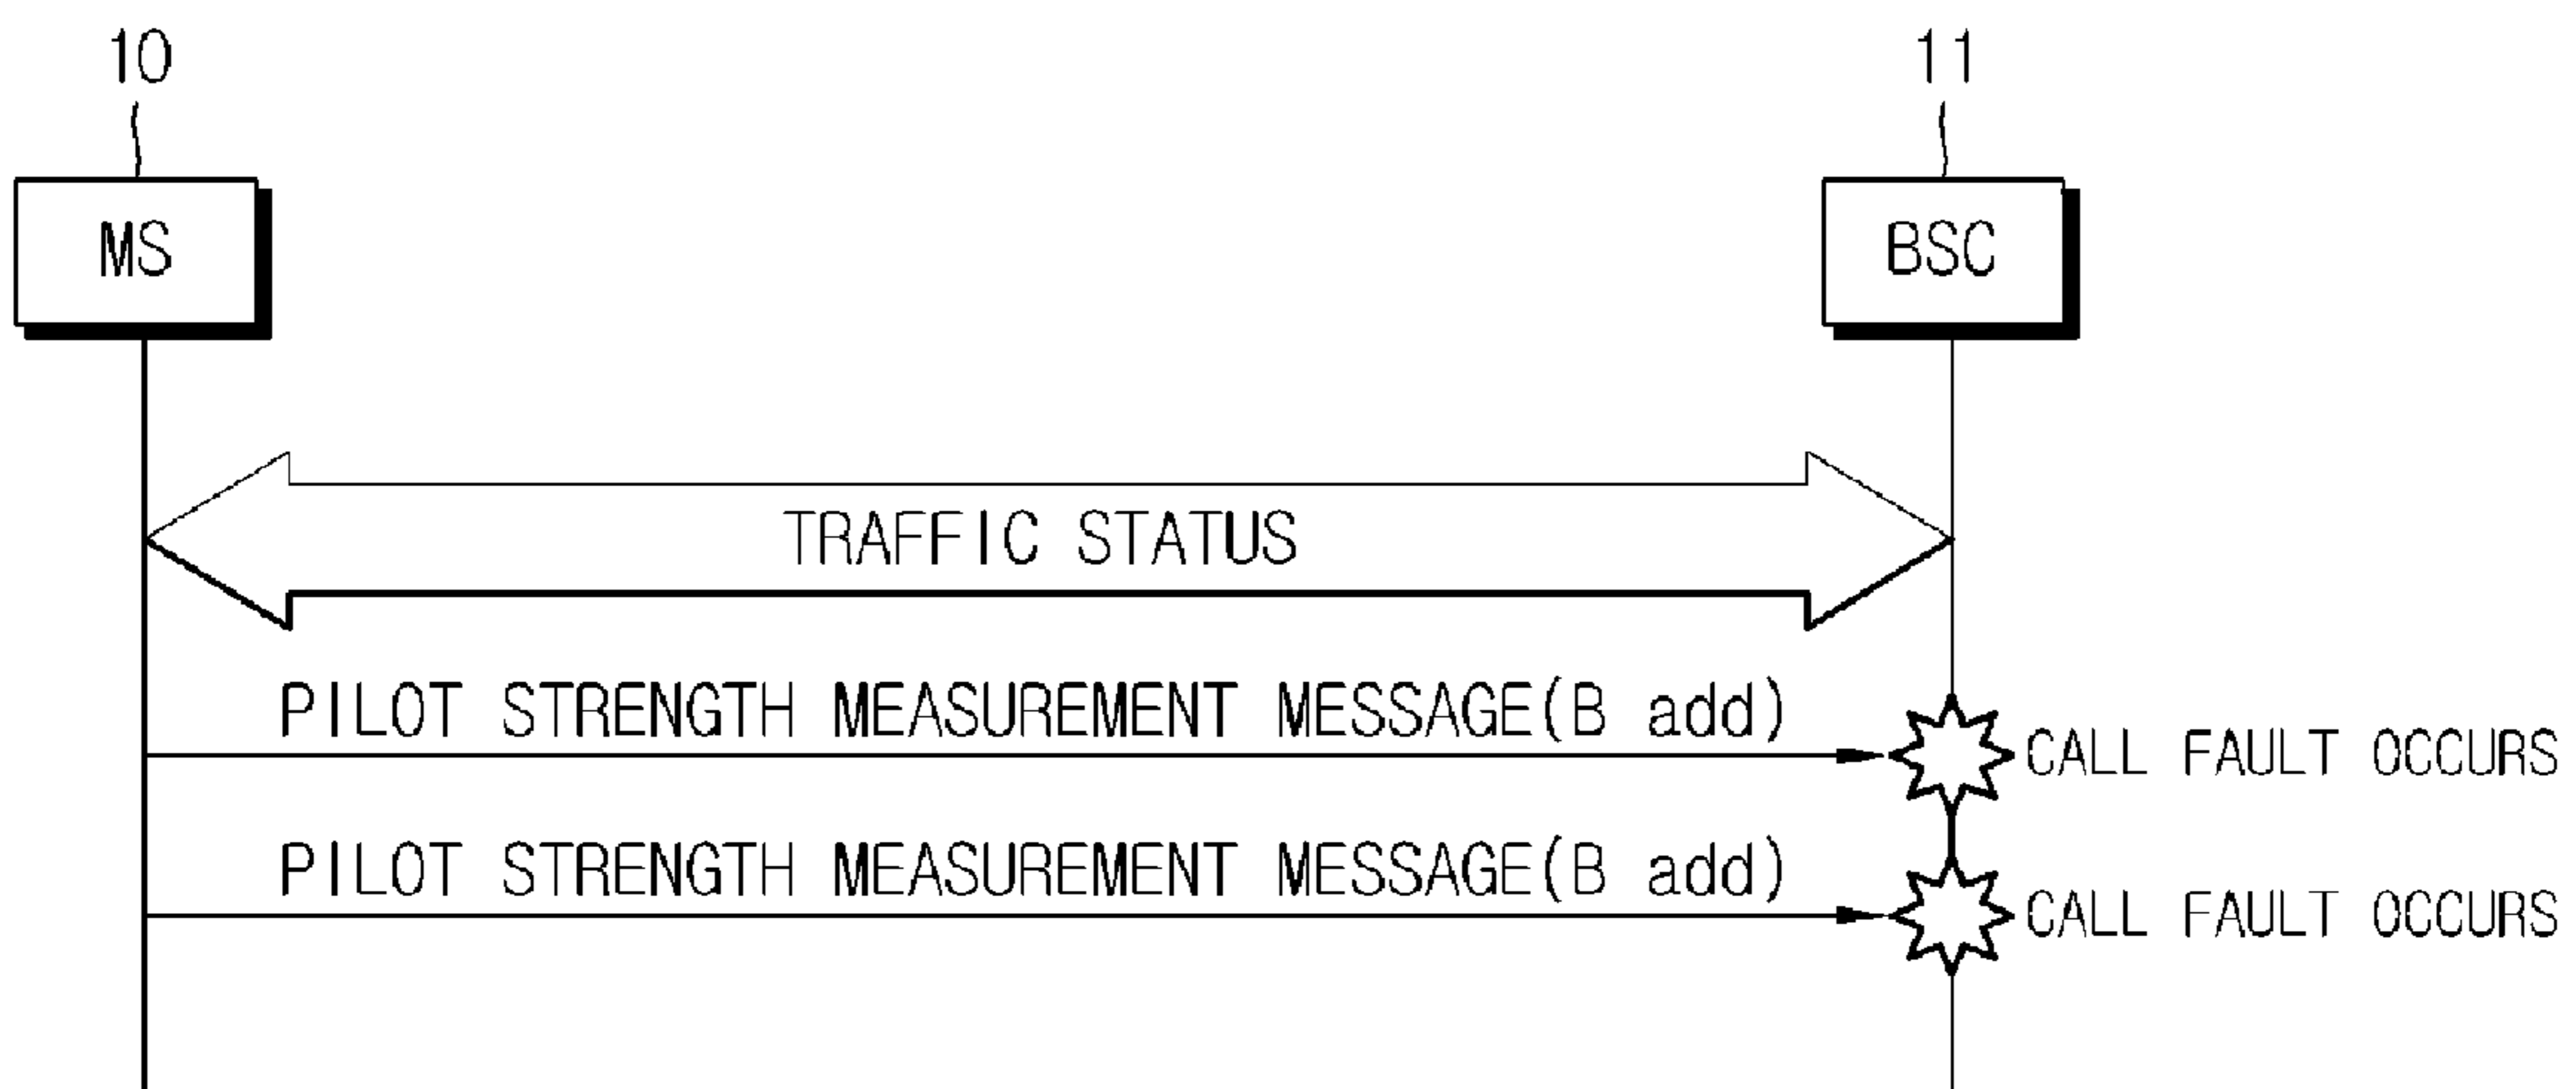 10
11
MS
BSC
TRAFFIC STATUS
PILOT STRENGTH MEASUREMENT MESSAGE(B add)
CALL FAULT OCCURS
PILOT STRENGTH MEASUREMENT MESSAGE(B add)
CALL FAULT OCCURS